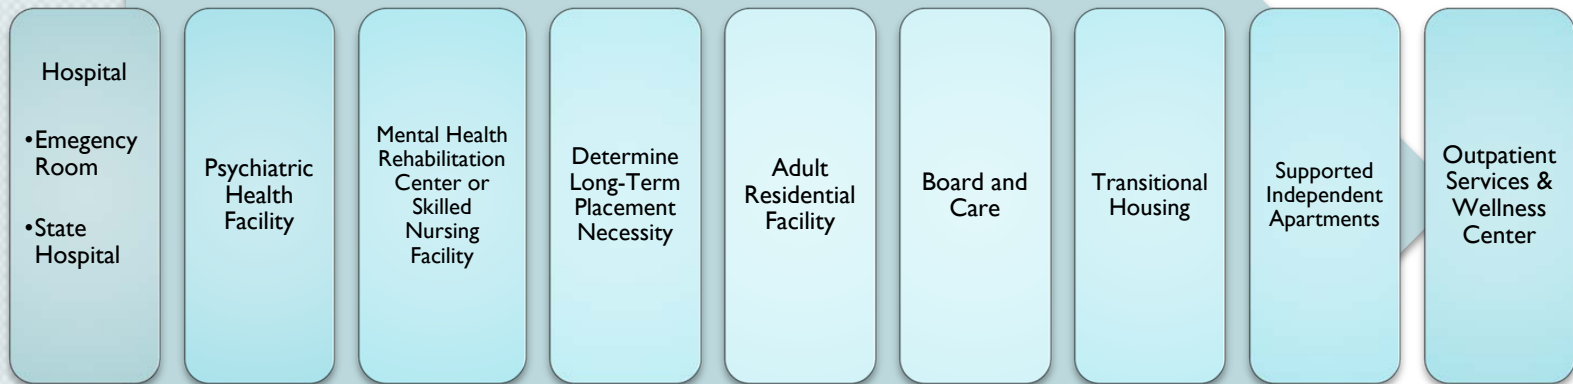 Hospital
•Emegency
Room
•State
Hospital
Psychiatric
Health
Facility
Mental Health
Rehabilitation
Center or
Skilled
Nursing
Facility
Determine
Long-Term
Placement
Necessity
Adult
Residential
Facility
Board and
Care
Transitional
Housing
Supported
Independent
Apartments
Outpatient
Services &
Wellness
Center